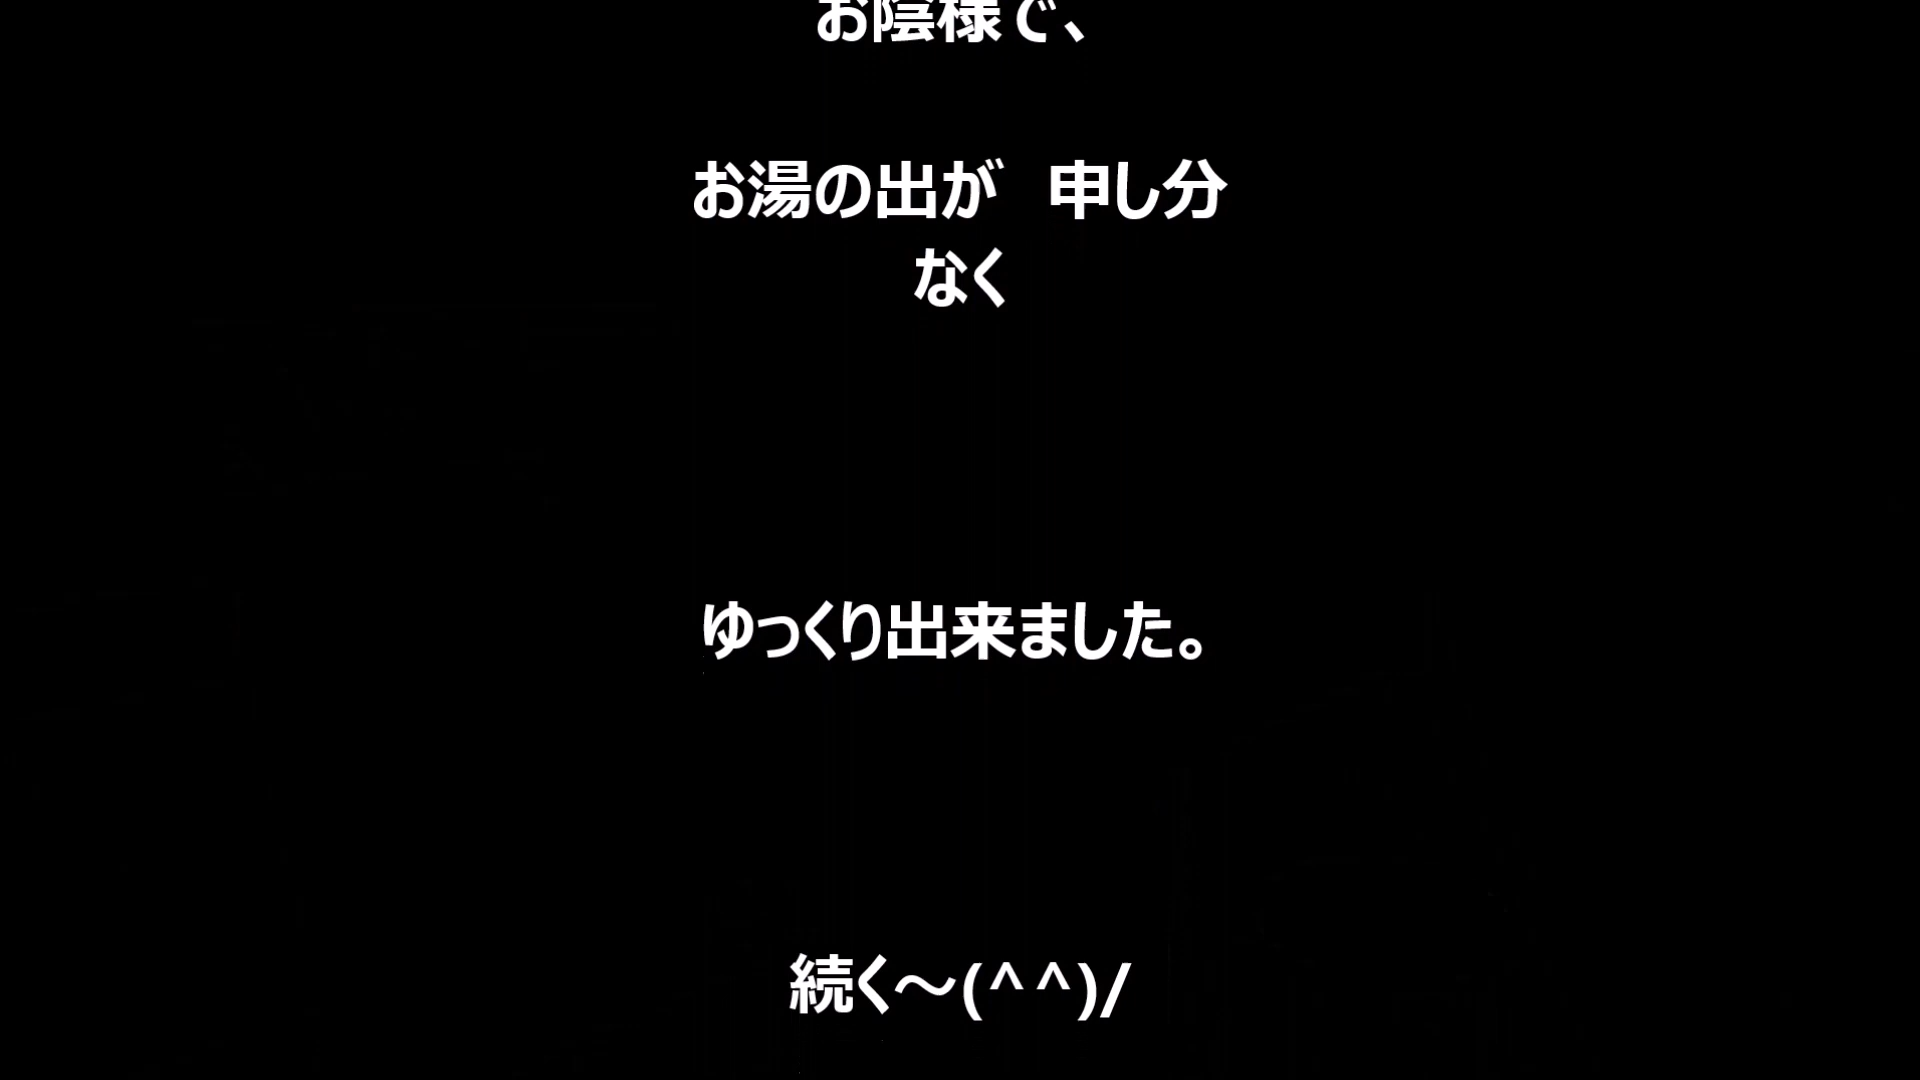 お陰様で、
お湯の出が　申し分
なく
ゆっくり出来ました。
続く～(^^)/